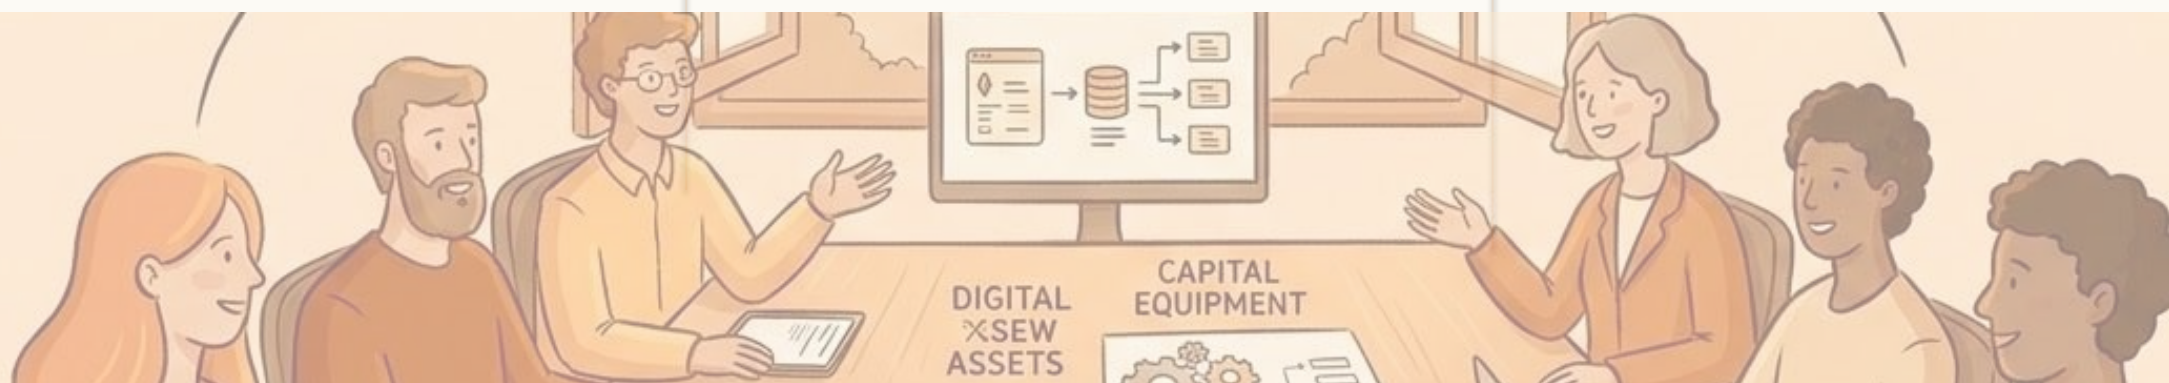 DIGITAL
SEW
ASSETS
CAPITAL
EQUIPMENT